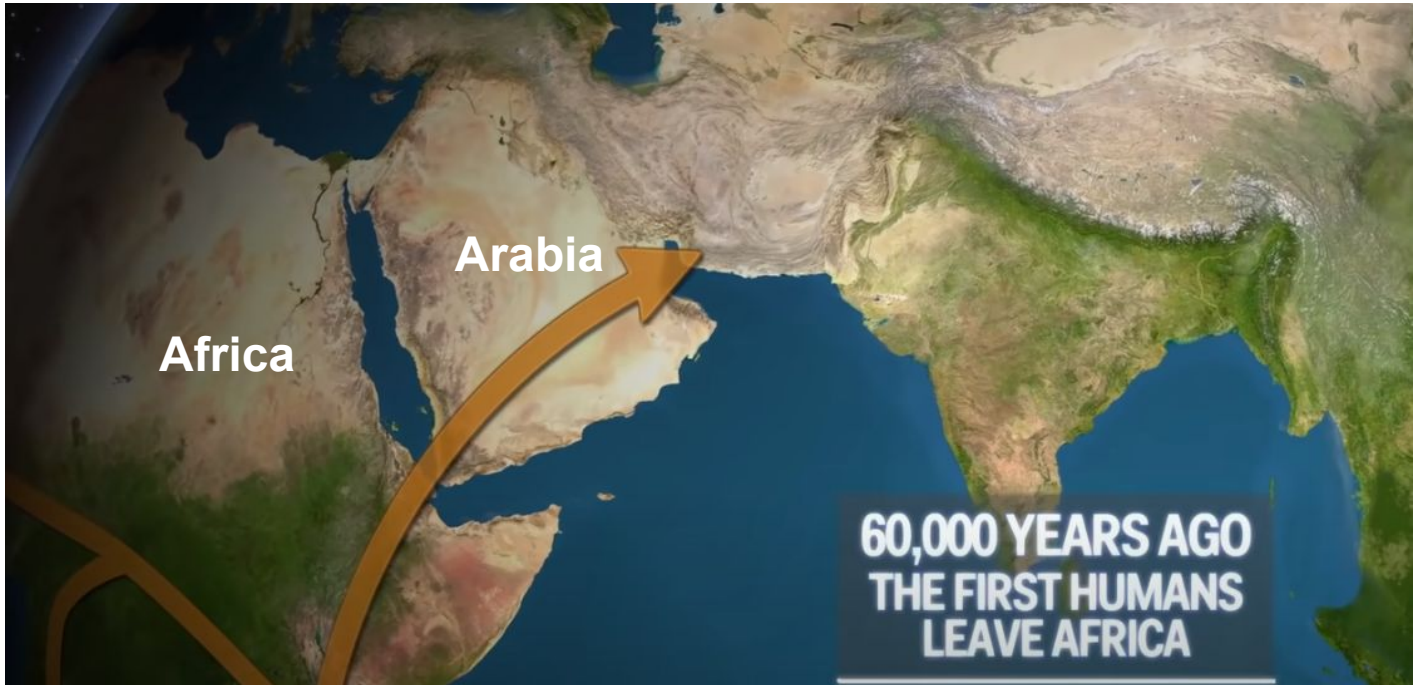 Arabia
Africa
60,000 YEARS AGO
THE FIRST HUMANS
LEAVE AFRICA